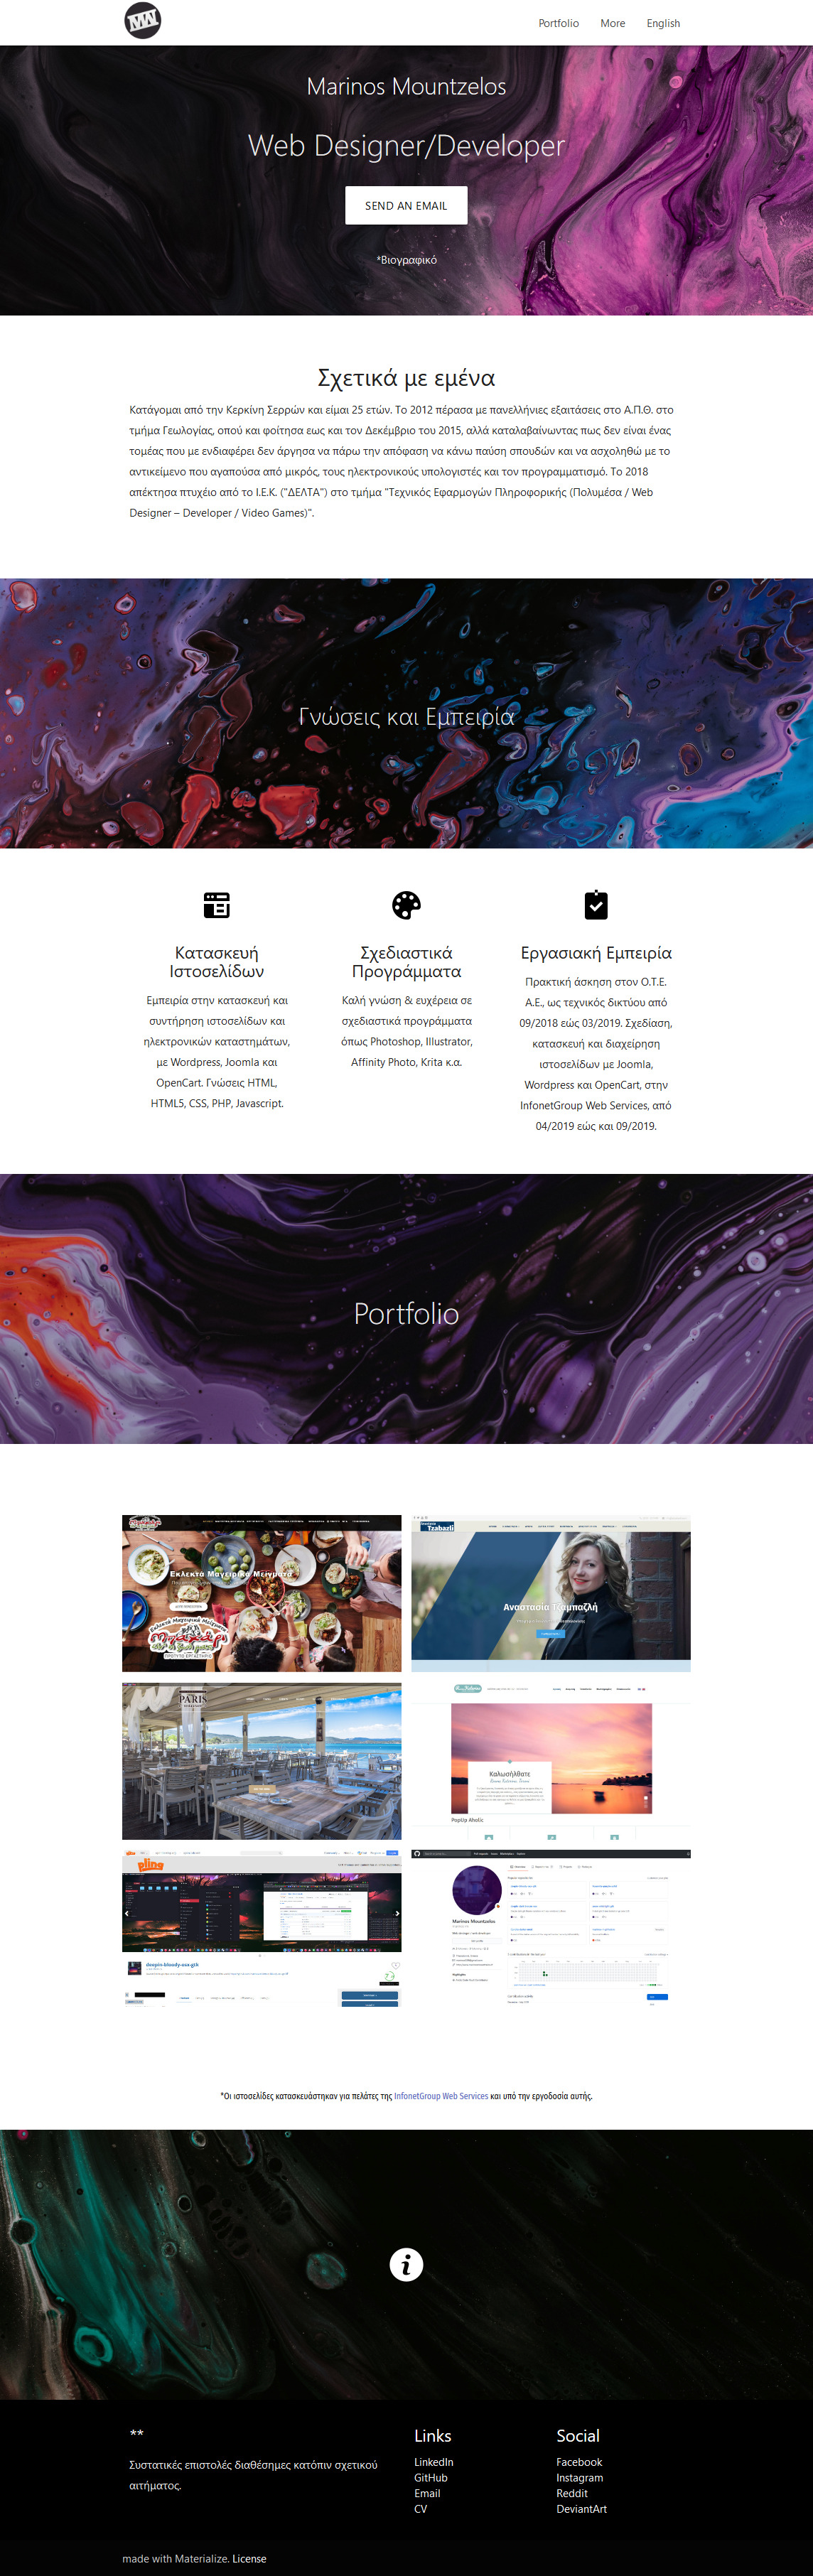 Portfolio More English
Marinos Mountzelos
Web Designer/Developer
SEND AN EMAIL
*Βιογραφικό
Σχετικά με εμένα
Κατάγομαι από την Κερκίνη Σερρών και είμαι 25 ετών. Το 2012 πέρασα με πανελλήνιες εξαιτάσεις στο Α.Π.Θ. στο
τμήμα Γεωλογίας, οπού και φοίτησα εως και τον Δεκέμβριο του 2015, αλλά καταλαβαίνωντας πως δεν είναι ένας
τομέας που με ενδιαφέρει δεν άργησα να πάρω την απόφαση να κάνω παύση σπουδών και να ασχοληθώ με το
αντικείμενο που αγαπούσα από μικρός, τους ηλεκτρονικούς υπολογιστές και τον προγραμματισμό. Το 2018
απέκτησα πτυχέιο από το Ι.Ε.Κ. ("ΔΕΛΤΑ") στο τμήμα "Τεχνικός Εφαρμογών Πληροφορικής (Πολυμέσα / Web
Designer – Developer / Video Games)".
Γνώσεις και Εμπειρία
Κατασκευή
Ιστοσελίδων
Εμπειρία στην κατασκευή και
συντήρηση ιστοσελίδων και
ηλεκτρονικών καταστημάτων,
με Wordpress, Joomla και
OpenCart. Γνώσεις HTML,
HTML5, CSS, PHP, Javascript.
Σχεδιαστικά
Προγράμματα
Καλή γνώση & ευχέρεια σε
σχεδιαστικά προγράμματα
όπως Photoshop, Illustrator,
Affinity Photo, Krita κ.α.
Εργασιακή Εμπειρία
Πρακτική άσκηση στον Ο.Τ.Ε.
Α.Ε., ως τεχνικός δικτύου από
09/2018 εώς 03/2019. Σχεδίαση,
κατασκευή και διαχείρηση
ιστοσελίδων με Joomla,
Wordpress και OpenCart, στην
InfonetGroup Web Services, από
04/2019 εώς και 09/2019.
Portfolio
Εκλεκτά Μαγειρικά Μείγματα
Tzabazli
Αναστασία Τζαμπαζλή
PARIS
Καλωσήλθατε
PopUp Aholic
pling
deepin-bloody-sea-gtk
Marinos Mountzelos
*Οι ιστοσελίδες κατασκευάστηκαν για πελάτες της InfonetGroup Web Services και υπό την εργοδοσία αυτής.
**
Συστατικές επιστολές διαθέσημες κατόπιν σχετικού
αιτήματος.
Links
LinkedIn
GitHub
Email
CV
Social
Facebook
Instagram
Reddit
DeviantArt
made with Materialize. License